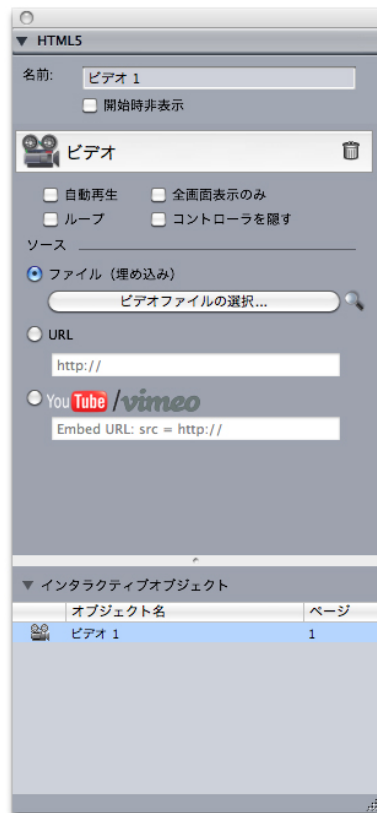 HTML5
名前: ビデオ 1
開始時非表示
ビデオ
自動再生 全画面表示のみ
ループ コントローラを隠す
ソース
ファイル（埋め込み）
ビデオファイルの選択...
URL
http://
YouTube/vimeo
Embed URL: src = http://
インタラクティブオブジェクト
オブジェクト名 ページ
ビデオ 1 1